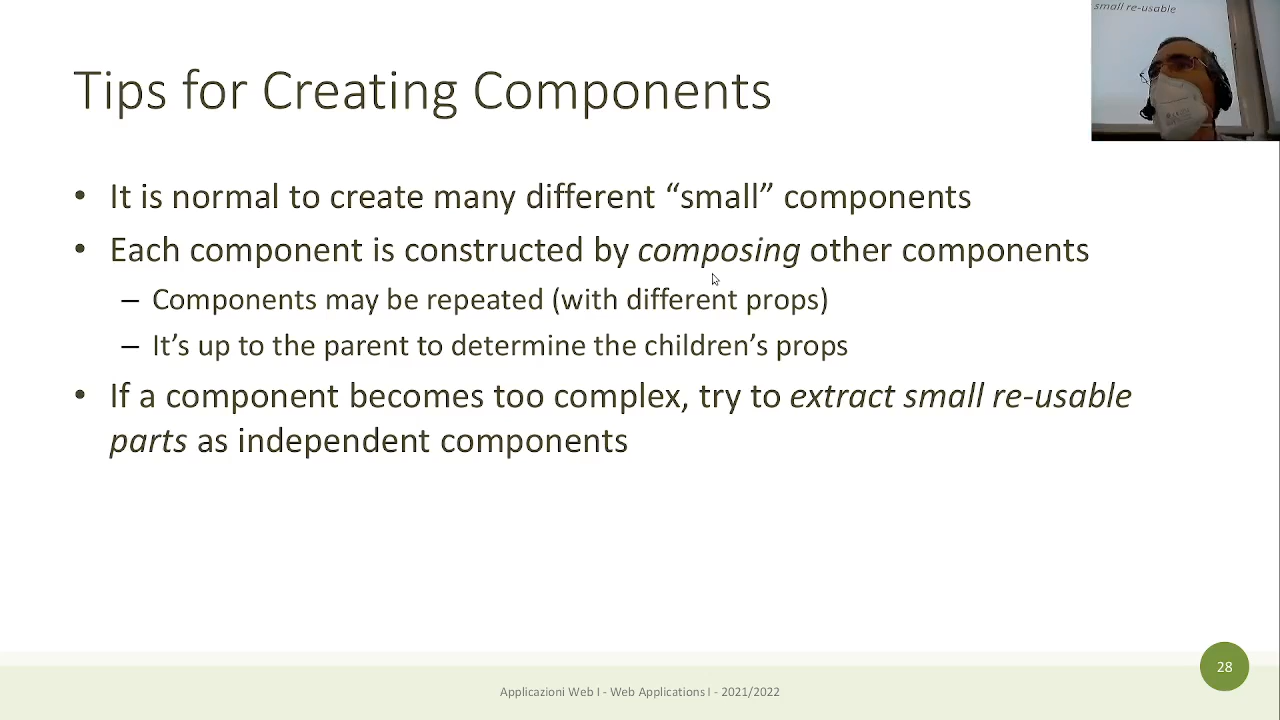 small re-usable
Tips for Creating Components
• It is normal to create many different “small” components
• Each component is constructed by composing other components
– Components may be repeated (with different props)
– It’s up to the parent to determine the children’s props
• If a component becomes too complex, try to extract small re-usable
parts as independent components
28
Applicazioni Web I - Web Applications I - 2021/2022